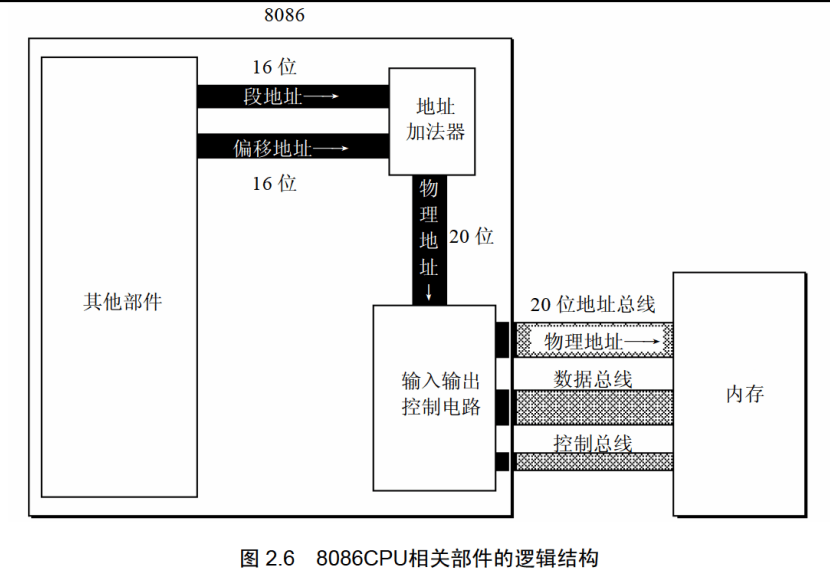 8086
16 位
段地址→
地址
加法器
偏移地址→
16 位
物
理
地
址
↓
20 位
其他部件
20 位地址总线
物理地址→
输入输出
控制电路
数据总线
内存
控制总线
图 2.6 8086CPU相关部件的逻辑结构